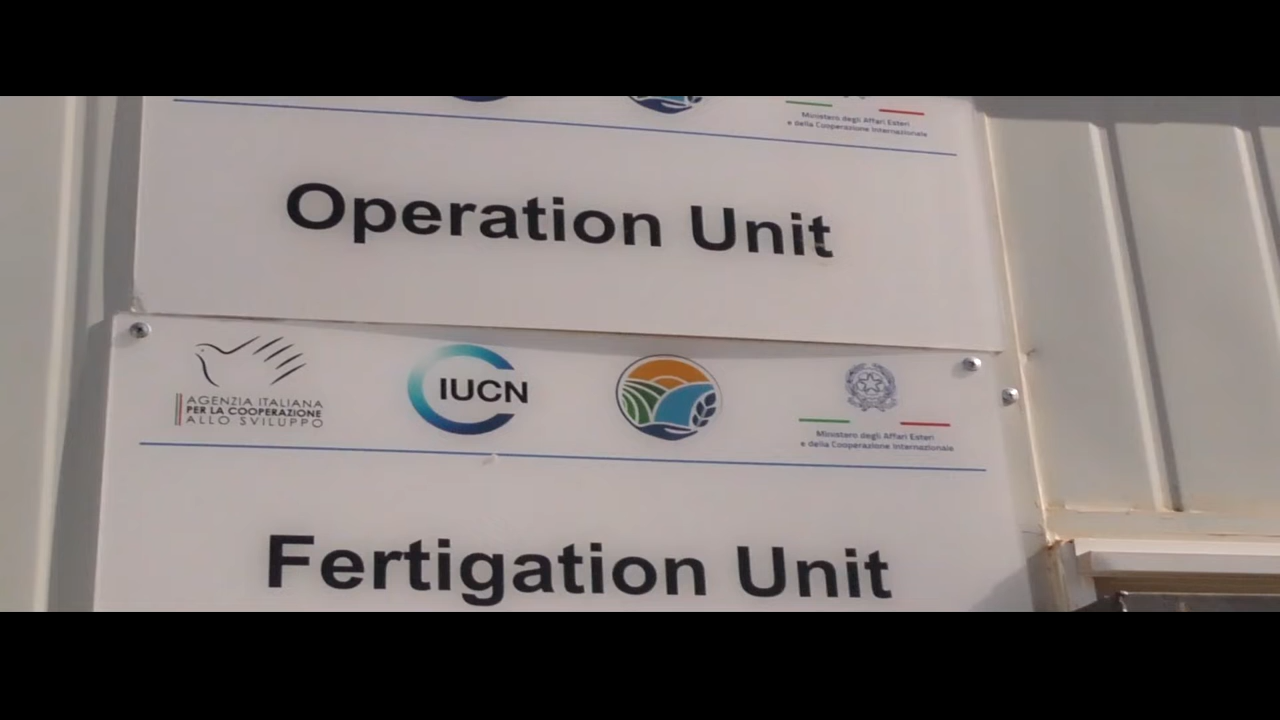 Ministero degli Affari Esteri
e della Cooperazione Internazionale
Operation Unit
AGENZIA ITALIANA
PER LA COOPERAZIONE
ALLO SVILUPPO
IUCN
Ministero degli Affari Esteri
e della Cooperazione Internazionale
Fertigation Unit